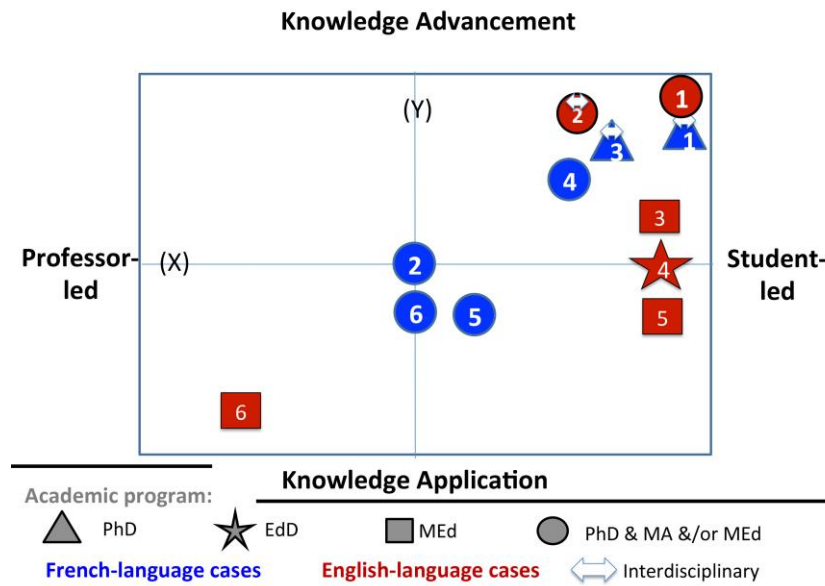 Knowledge Advancement
(Y)
1
2
3
1
4
3
Professor-
led
(X)
2
4
Student-
led
6
5
5
6
Knowledge Application
Academic program:
PhD
EdD
MEd
PhD & MA &/or MEd
French-language cases
English-language cases
Interdisciplinary